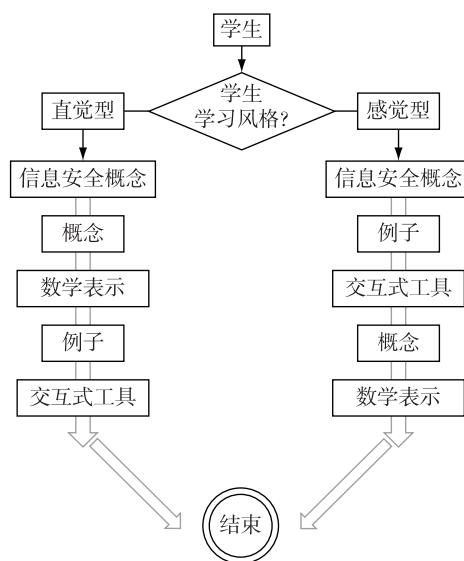 学生
学生
学习风格?
直觉型
感觉型
信息安全概念
信息安全概念
概念
例子
数学表示
交互式工具
例子
概念
交互式工具
数学表示
结束